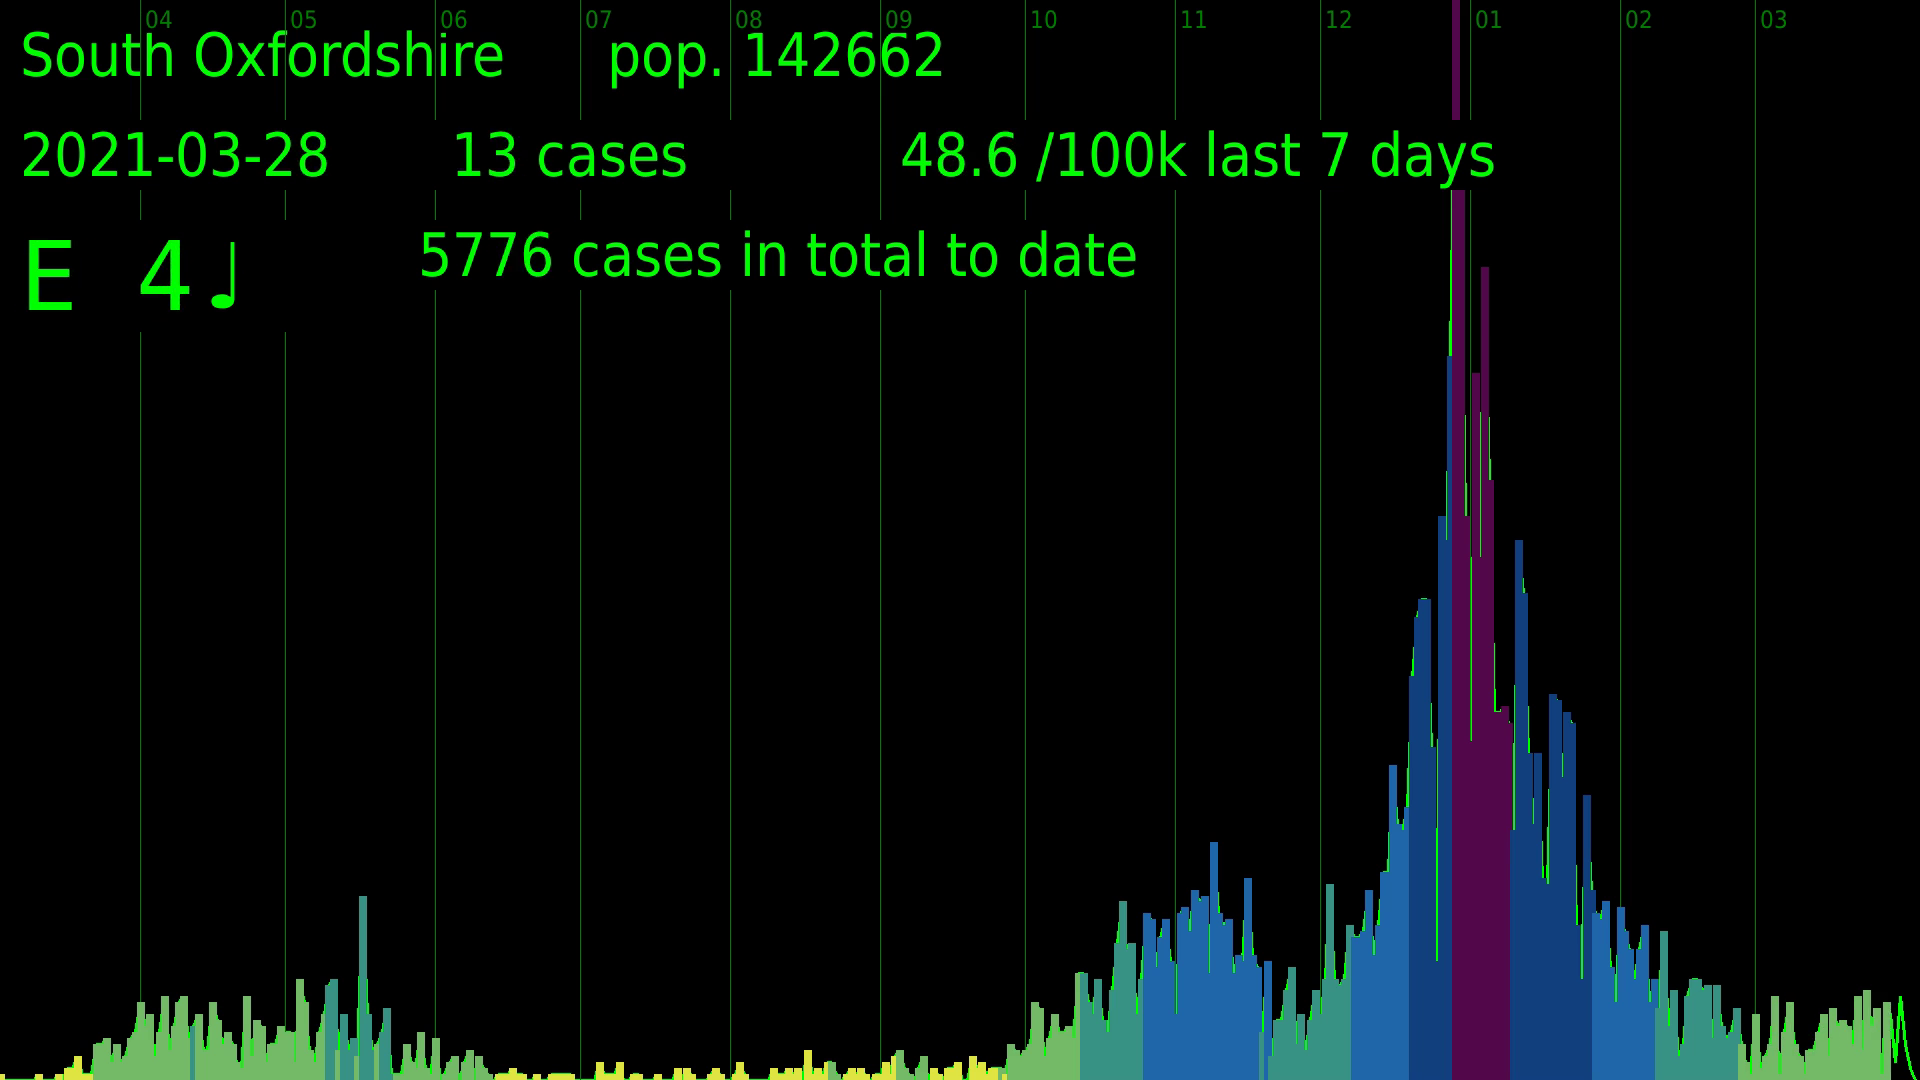 04 05 06 07 08 09 10 11 12 01 02 03
South Oxfordshire pop. 142662
2021-03-28 13 cases 48.6 /100k last 7 days
E 4♩ 5776 cases in total to date